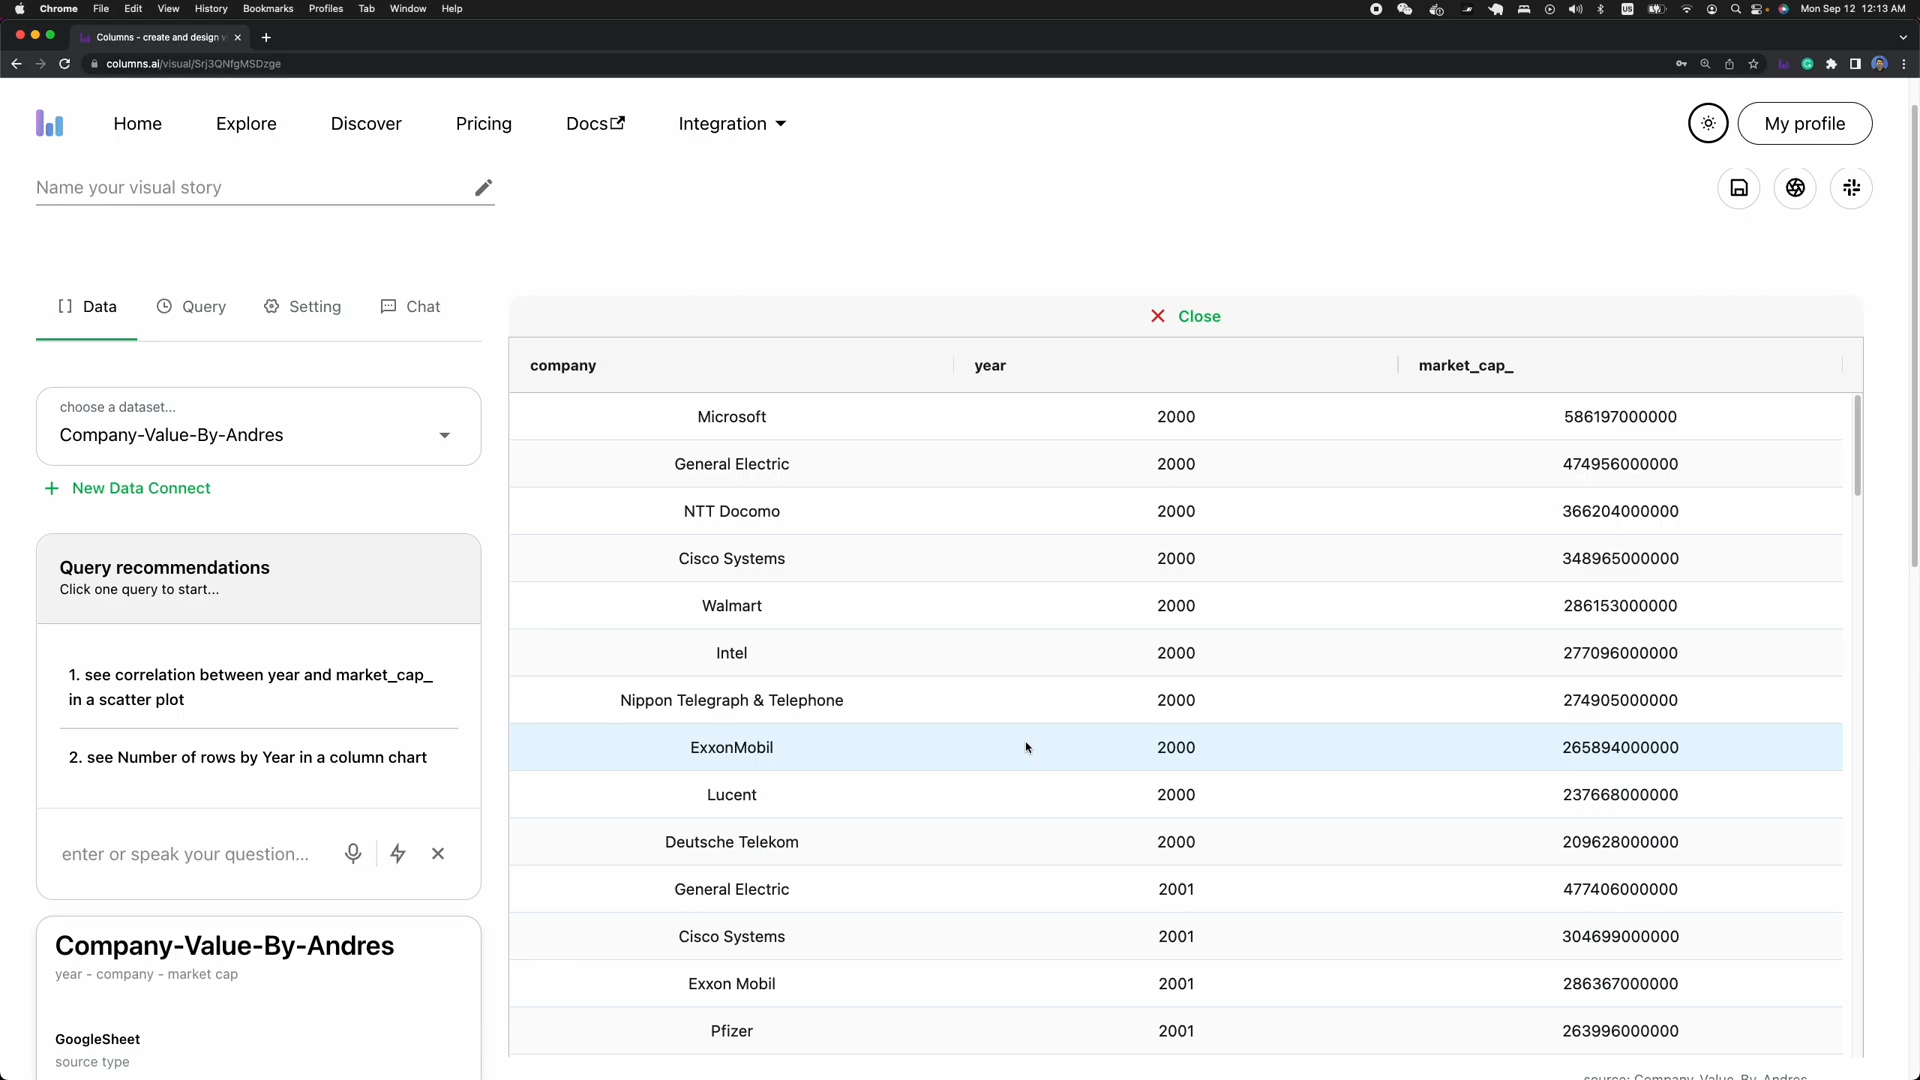 Chrome File Edit View History Bookmarks Profiles Tab Window Help
US
Mon Sep 12 12:13 AM
Columns - create and design vi
columns.ai/visual/Srj3QNfgMSDzge
Home Explore Discover Pricing Docs Integration
My profile
Name your visual story
Data Query Setting Chat
Close
company year market_cap_
choose a dataset...
Company-Value-By-Andres
New Data Connect
Query recommendations
Click one query to start...
1. see correlation between year and market_cap_
in a scatter plot
2. see Number of rows by Year in a column chart
enter or speak your question...
Company-Value-By-Andres
year - company - market cap
GoogleSheet
source type
Microsoft 2000 586197000000
General Electric 2000 474956000000
NTT Docomo 2000 366204000000
Cisco Systems 2000 348965000000
Walmart 2000 286153000000
Intel 2000 277096000000
Nippon Telegraph & Telephone 2000 274905000000
ExxonMobil 2000 265894000000
Lucent 2000 237668000000
Deutsche Telekom 2000 209628000000
General Electric 2001 477406000000
Cisco Systems 2001 304699000000
Exxon Mobil 2001 286367000000
Pfizer 2001 263996000000
source: Company-Value-By-Andres